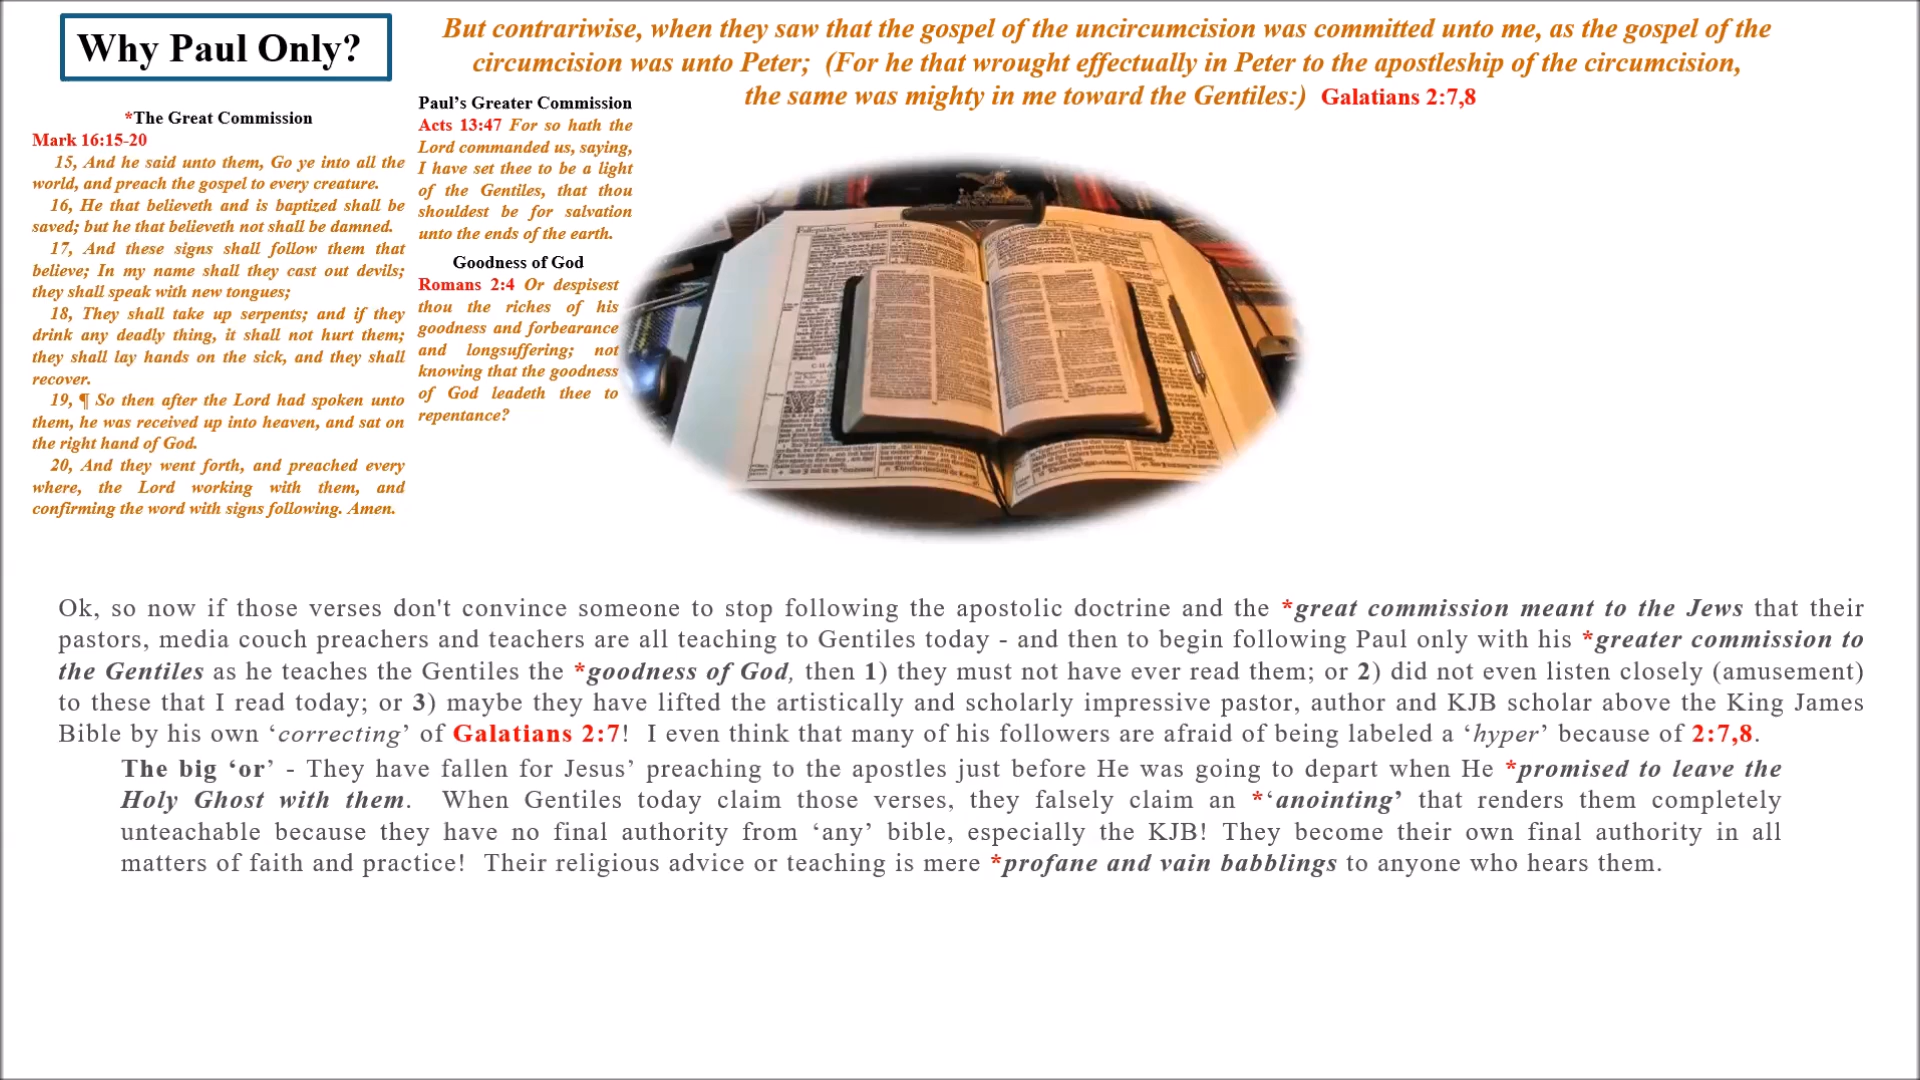 Why Paul Only?
But contrariwise, when they saw that the gospel of the uncircumcision was committed unto me, as the gospel of the
circumcision was unto Peter; (For he that wrought effectually in Peter to the apostleship of the circumcision,
the same was mighty in me toward the Gentiles:) Galatians 2:7,8
*The Great Commission
Mark 16:15-20
15, And he said unto them, Go ye into all the
world, and preach the gospel to every creature.
16, He that believeth and is baptized shall be
saved; but he that believeth not shall be damned.
17, And these signs shall follow them that
believe; In my name shall they cast out devils;
they shall speak with new tongues;
18, They shall take up serpents; and if they
drink any deadly thing, it shall not hurt them;
they shall lay hands on the sick, and they shall
recover.
19, ¶ So then after the Lord had spoken unto
them, he was received up into heaven, and sat on
the right hand of God.
20, And they went forth, and preached every
where, the Lord working with them, and
confirming the word with signs following. Amen.
Paul's Greater Commission
Acts 13:47 For so hath the
Lord commanded us, saying,
I have set thee to be a light
of the Gentiles, that thou
shouldest be for salvation
unto the ends of the earth.
Goodness of God
Romans 2:4 Or despisest
thou the riches of his
goodness and forbearance
and longsuffering; not
knowing that the goodness
of God leadeth thee to
repentance?
Ok, so now if those verses don't convince someone to stop following the apostolic doctrine and the *great commission meant to the Jews that their
pastors, media couch preachers and teachers are all teaching to Gentiles today - and then to begin following Paul only with his *greater commission to
the Gentiles as he teaches the Gentiles the *goodness of God, then 1) they must not have ever read them; or 2) did not even listen closely (amusement)
to these that I read today; or 3) maybe they have lifted the artistically and scholarly impressive pastor, author and KJB scholar above the King James
Bible by his own ‘correcting’ of Galatians 2:7! I even think that many of his followers are afraid of being labeled a ‘hyper’ because of 2:7,8.
The big ‘or’ - They have fallen for Jesus’ preaching to the apostles just before He was going to depart when He *promised to leave the
Holy Ghost with them. When Gentiles today claim those verses, they falsely claim an *‘anointing’ that renders them completely
unteachable because they have no final authority from ‘any’ bible, especially the KJB! They become their own final authority in all
matters of faith and practice! Their religious advice or teaching is mere *profane and vain babblings to anyone who hears them.